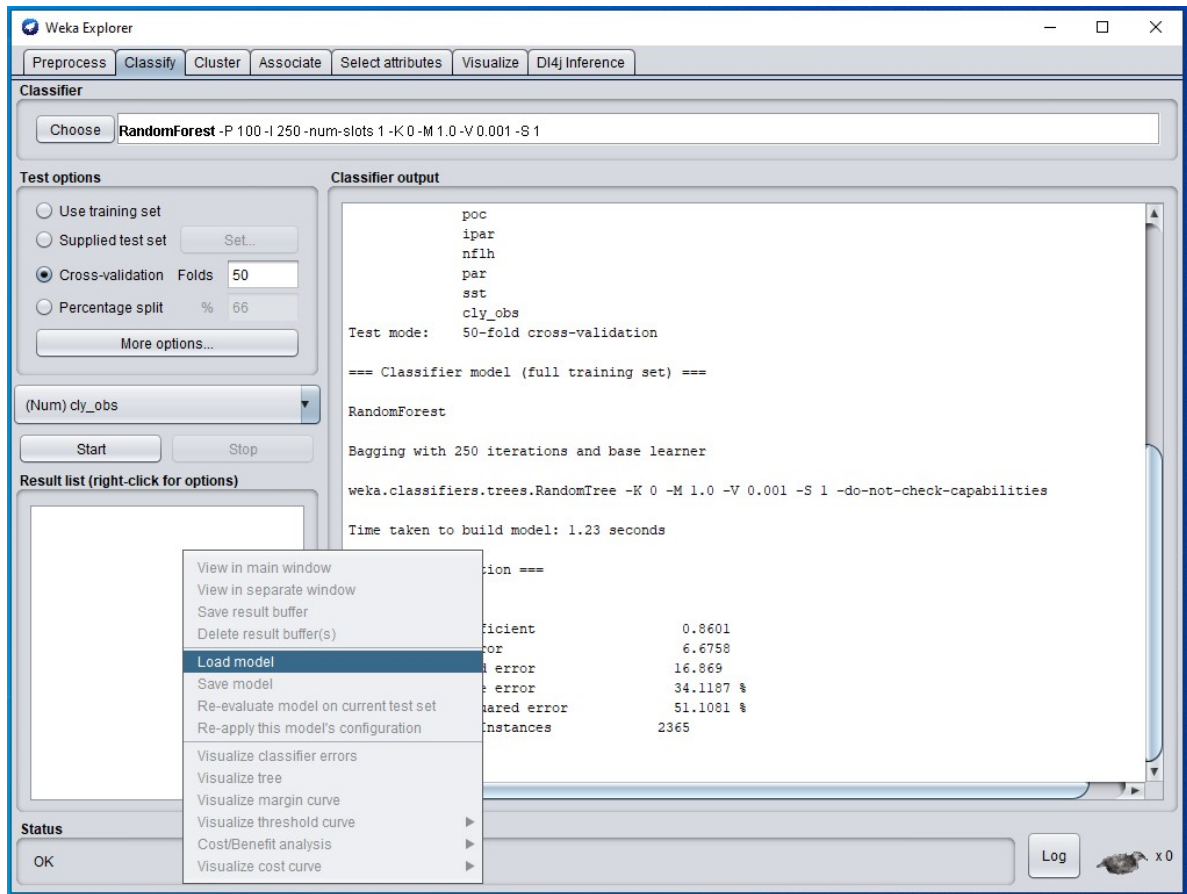 Weka Explorer
Preprocess Classify Cluster Associate Select attributes Visualize Dl4j Inference
Classifier
Choose RandomForest -P 100 -I 250 -num-slots 1 -K 0 -M 1.0 -V 0.001 -S 1
Test options
Use training set
Supplied test set Set...
Cross-validation Folds 50
Percentage split % 66
More options...
(Num) cly_obs
Start Stop
Result list (right-click for options)
Classifier output
poc
ipar
nflh
par
sst
cly_obs
Test mode: 50-fold cross-validation
=== Classifier model (full training set) ===
RandomForest
Bagging with 250 iterations and base learner
weka.classifiers.trees.RandomTree -K 0 -M 1.0 -V 0.001 -S 1 -do-not-check-capabilities
Time taken to build model: 1.23 seconds
tion ===
ficient 0.8601
or 6.6758
error 16.869
e error 34.1187 %
uared error 51.1081 %
Instances 2365
View in main window
View in separate window
Save result buffer
Delete result buffer(s)
Load model
Save model
Re-evaluate model on current test set
Re-apply this model's configuration
Visualize classifier errors
Visualize tree
Visualize margin curve
Visualize threshold curve
Cost/Benefit analysis
Visualize cost curve
Status
OK
Log x 0